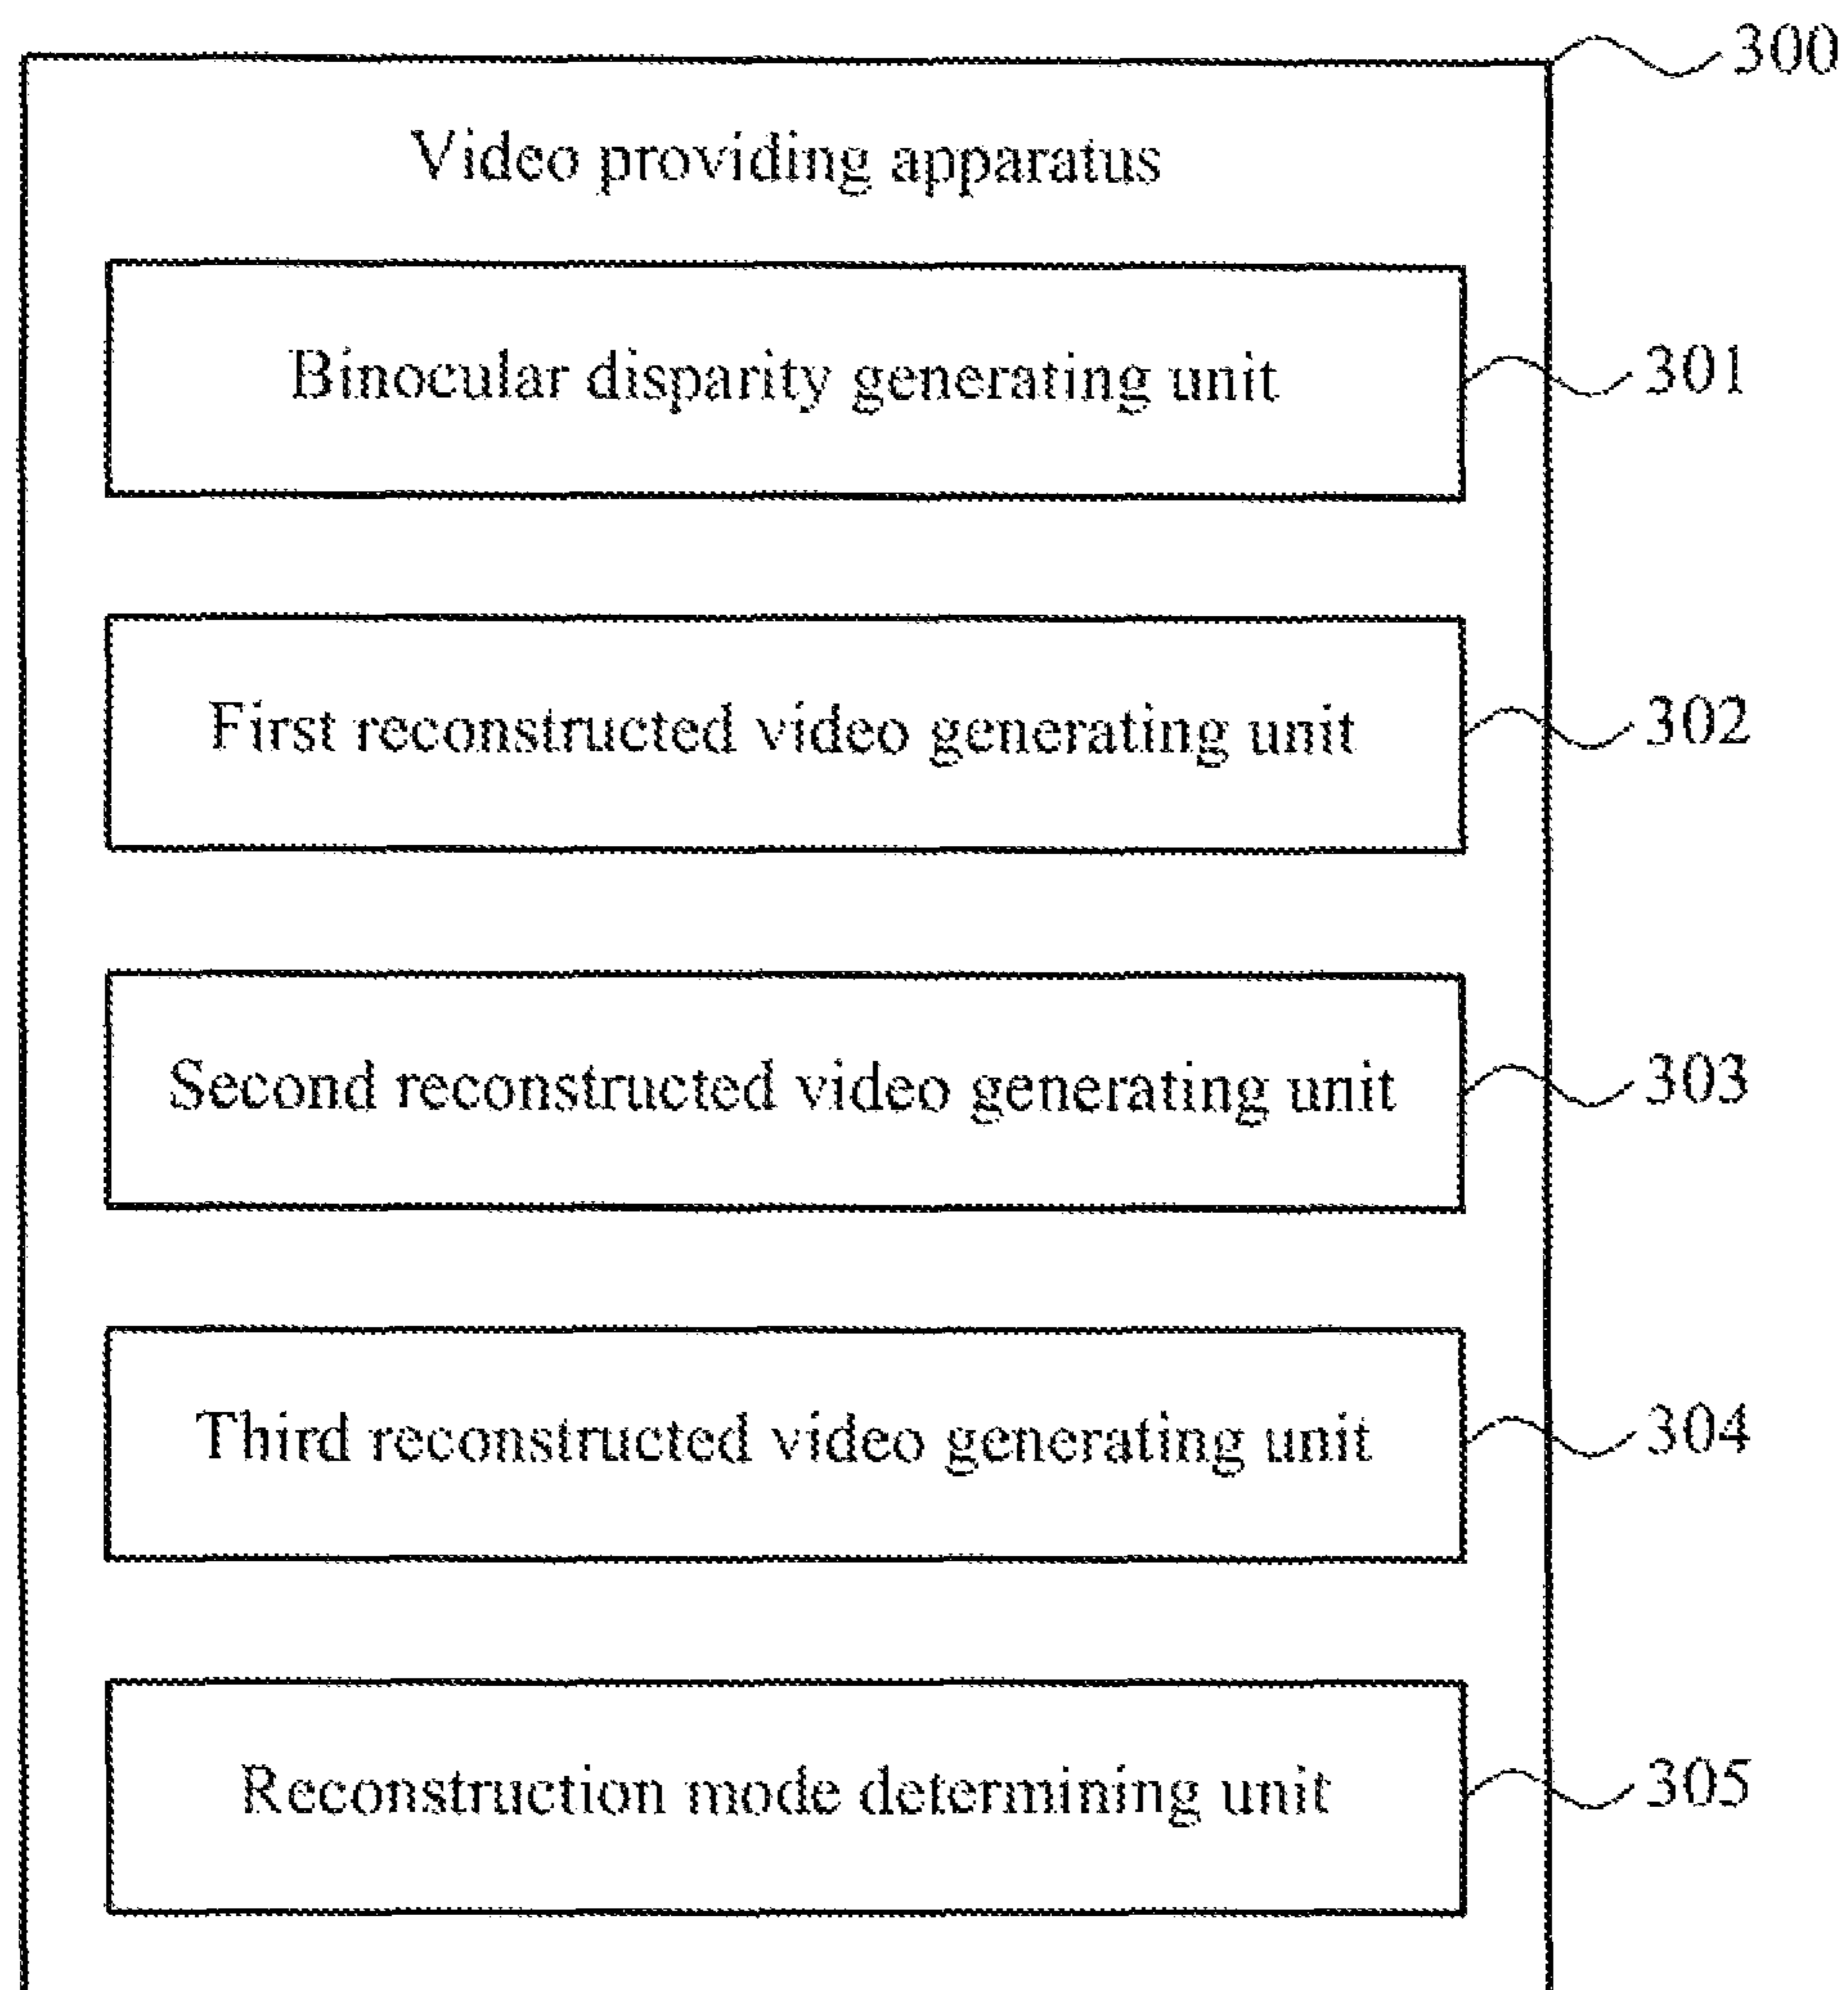 300
Video providing apparatus
Binocular disparity generating unit
301
First reconstructed video generating unit
302
Second reconstructed video generating unit
303
Third reconstructed video generating unit
304
Reconstruction mode determining unit
305